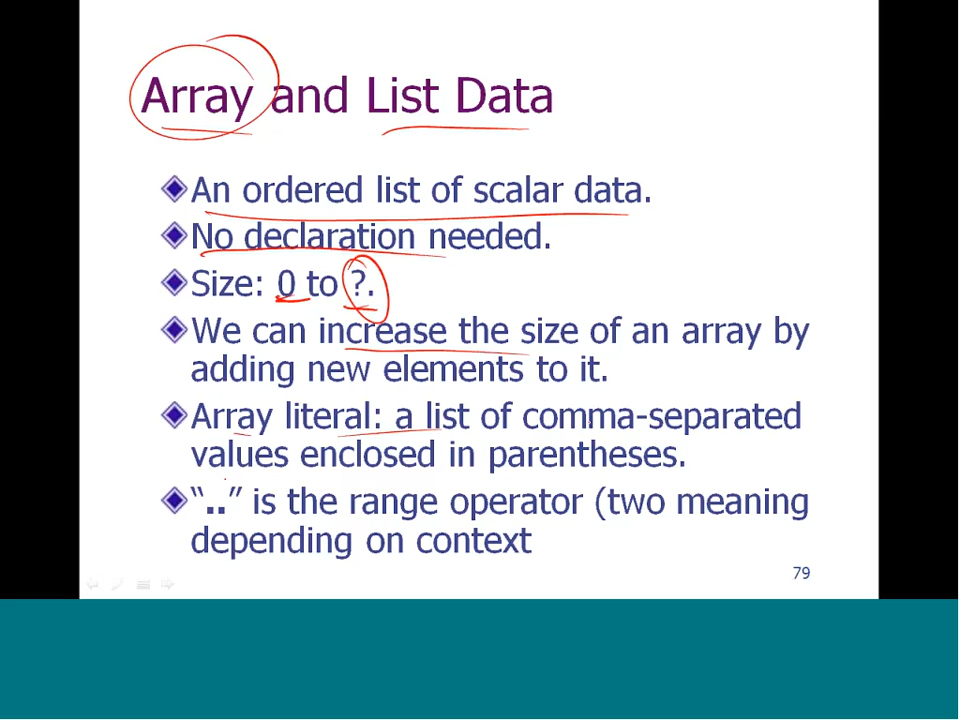 Array and List Data
An ordered list of scalar data.
No declaration needed.
Size: 0 to ?.
We can increase the size of an array by
adding new elements to it.
Array literal: a list of comma-separated
values enclosed in parentheses.
“..” is the range operator (two meaning
depending on context
79